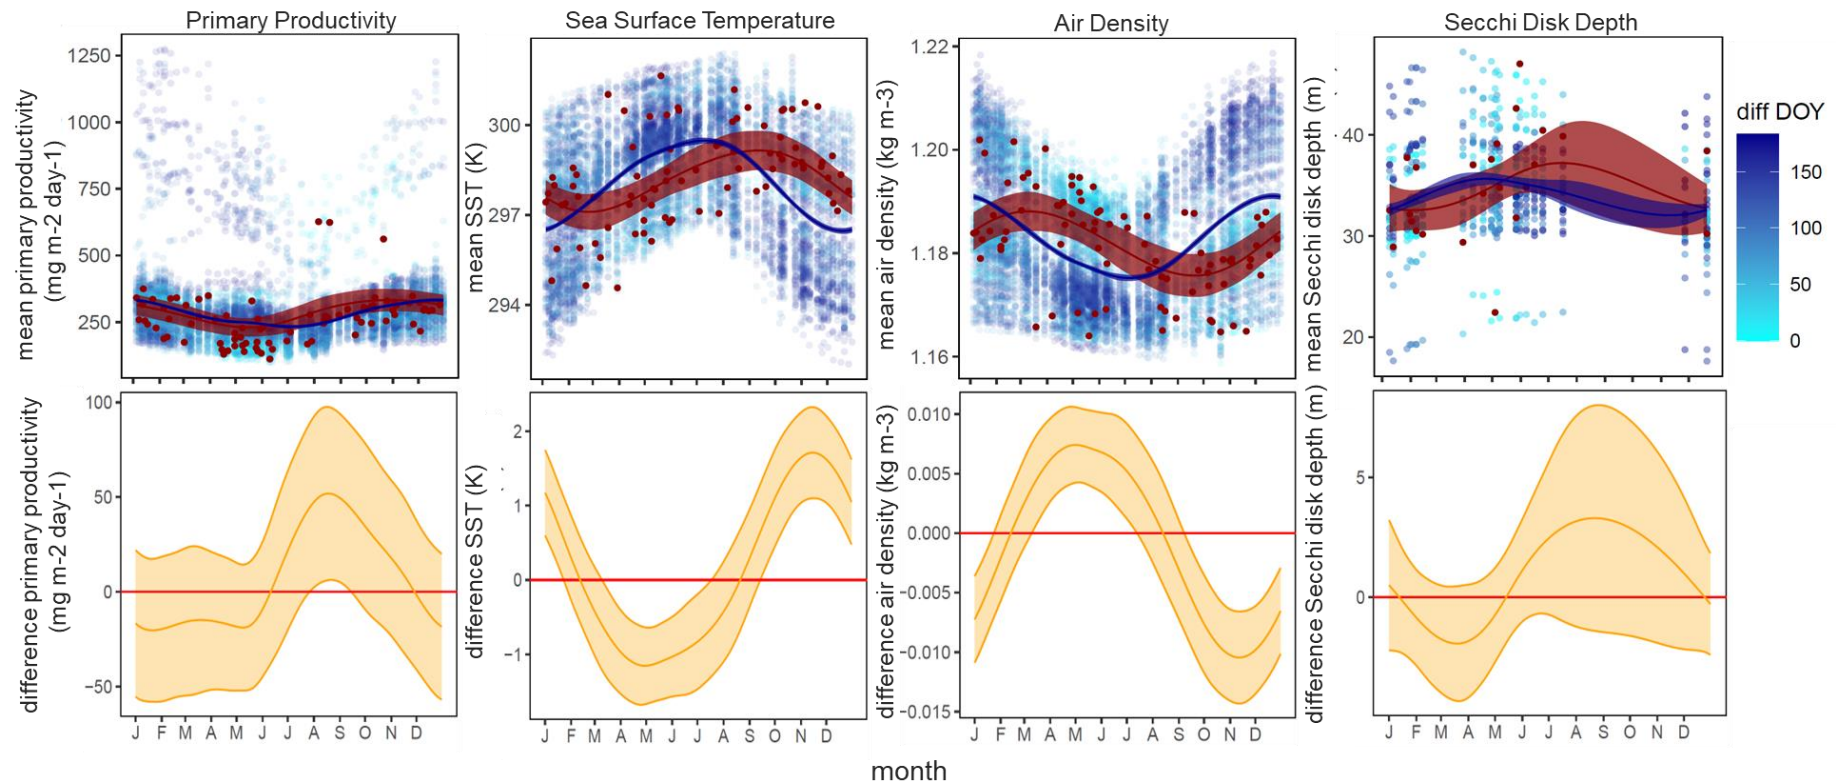 Primary Productivity
Sea Surface Temperature
Air Density
Secchi Disk Depth
mean primary productivity
(mg m-2 day-1)
1250
1000
750
500
250
mean SST (K)
300
297
294
mean air density (kg m-3)
1.22
1.20
1.18
1.16
mean Secchi disk depth (m)
40
30
20
diff DOY
150
100
50
0
difference primary productivity
(mg m-2 day-1)
100
50
0
−50
J F M A M J J A S O N D
difference SST (K)
2
1
0
−1
J F M A M J J A S O N D
difference air density (kg m-3)
0.010
0.005
0.000
−0.005
−0.010
−0.015
J F M A M J J A S O N D
difference Secchi disk depth (m)
5
0
J F M A M J J A S O N D
month